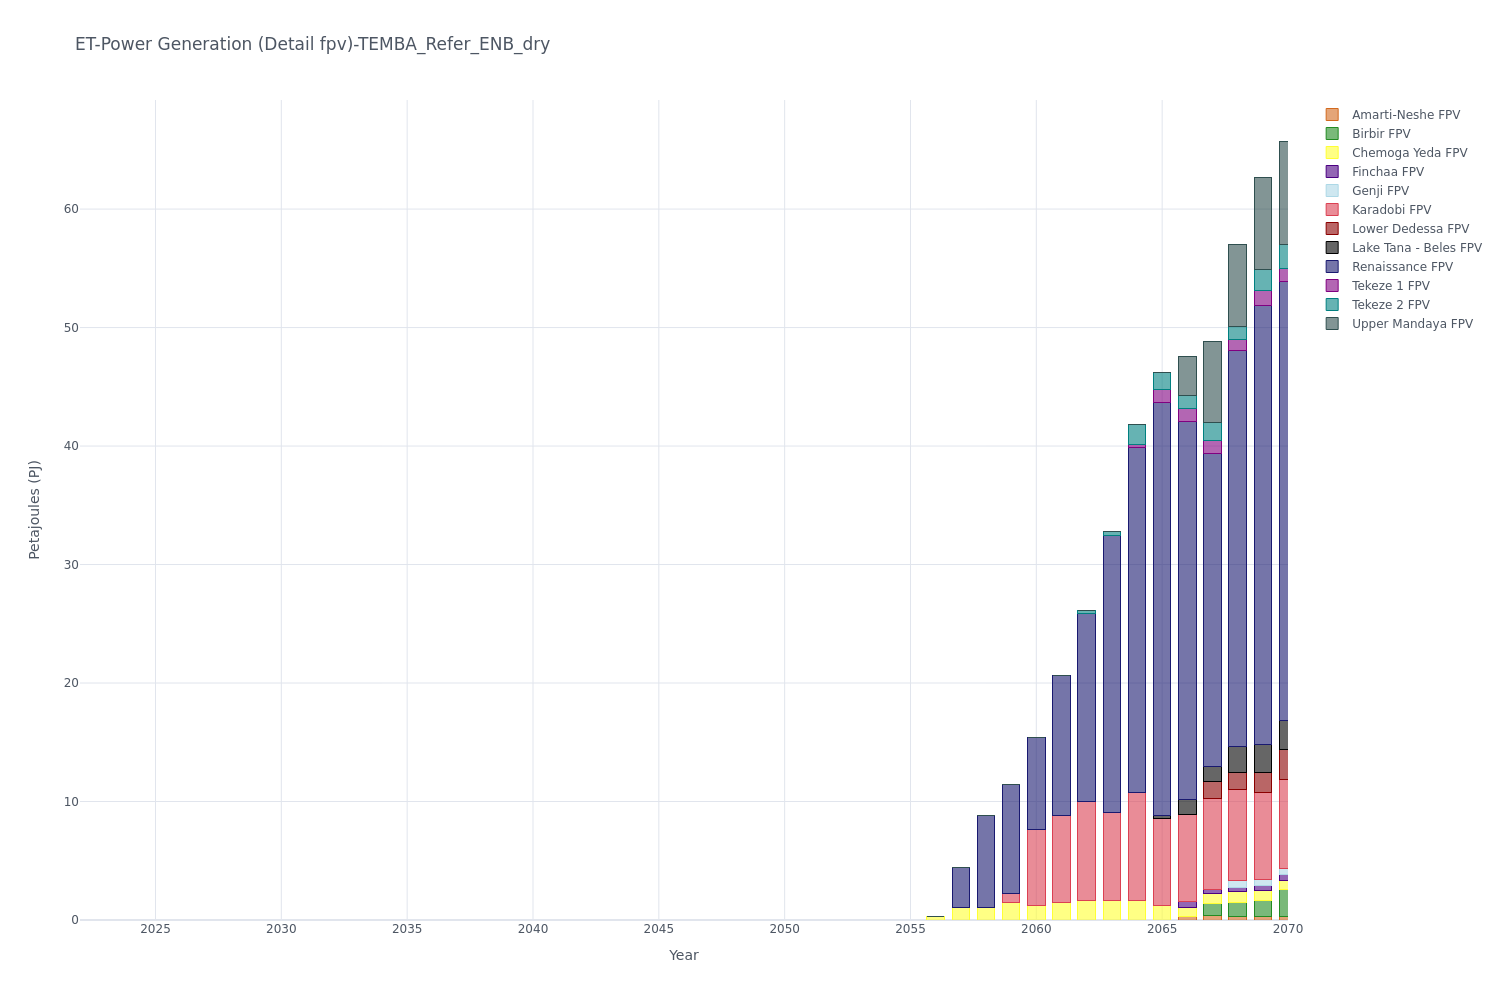 ET-Power Generation (Detail fpv)-TEMBA_Refer_ENB_dry
Amarti-Neshe FPV
Birbir FPV
Chemoga Yeda FPV
Finchaa FPV
Genji FPV
Karadobi FPV
Lower Dedessa FPV
Lake Tana - Beles FPV
Renaissance FPV
Tekeze 1 FPV
Tekeze 2 FPV
Upper Mandaya FPV
Petajoules (PJ)
60
50
40
30
20
10
0
2025 2030 2035 2040 2045 2050 2055 2060 2065 2070
Year